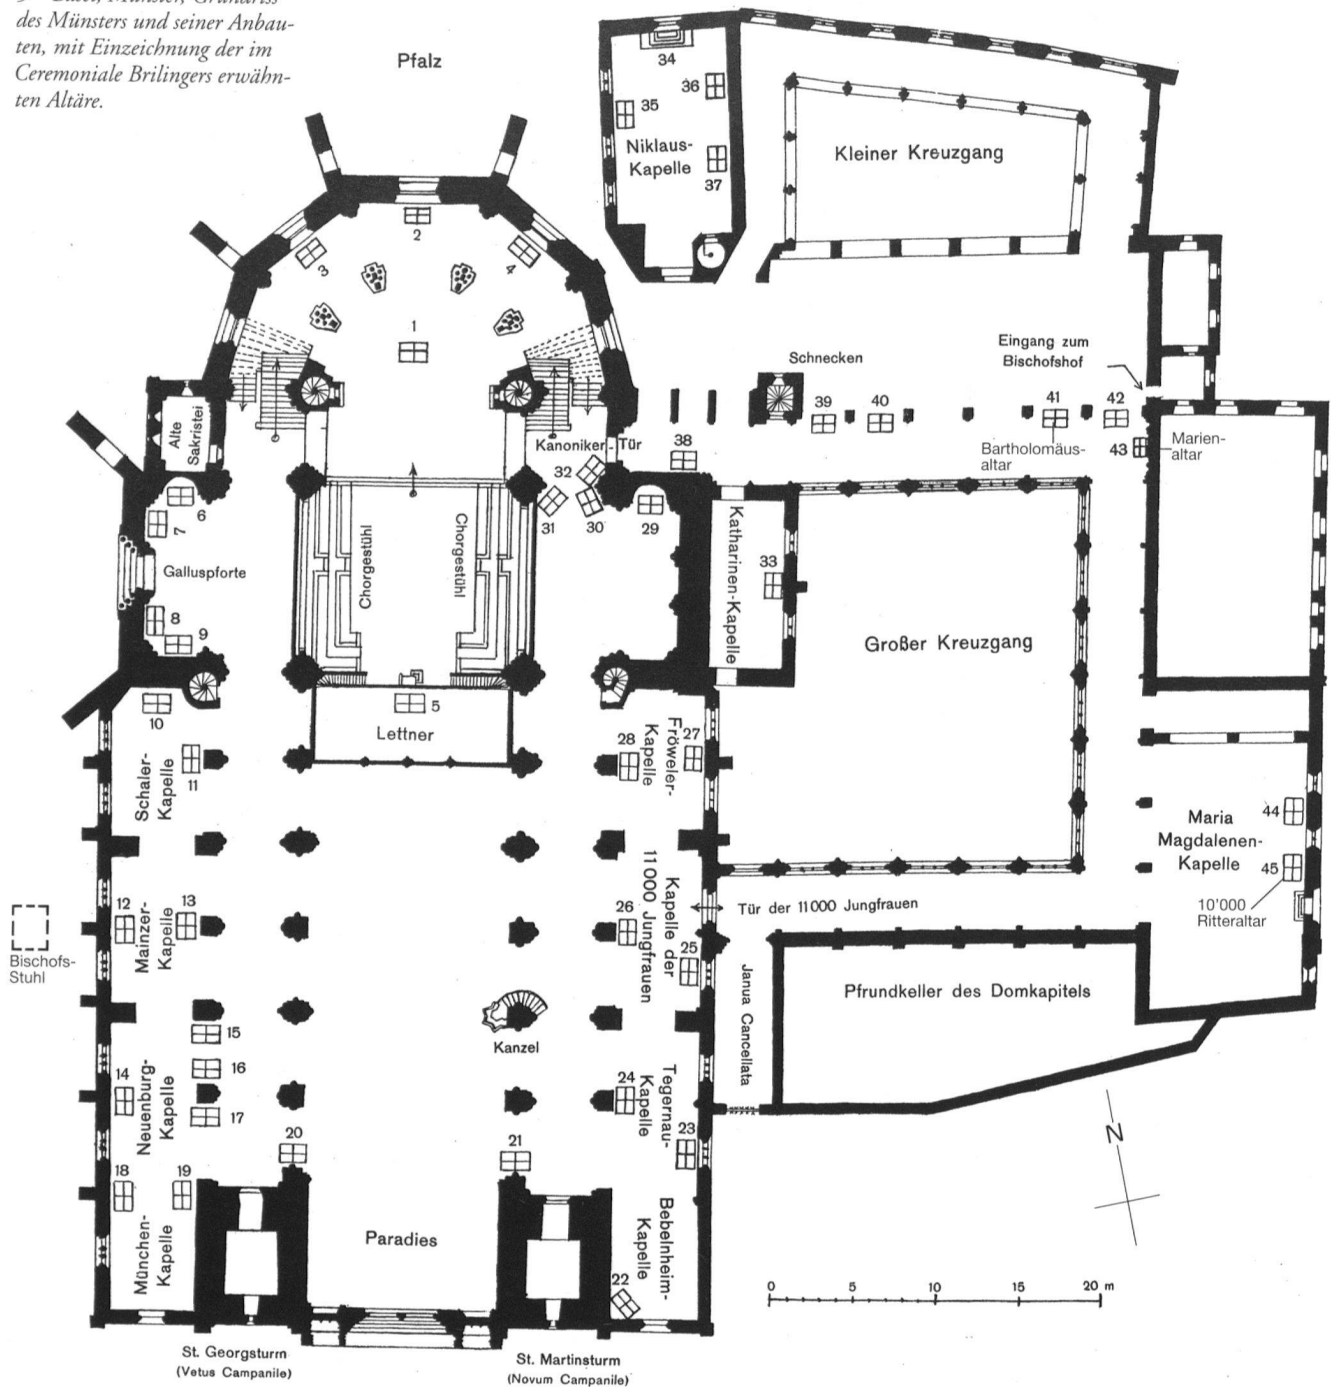 Basel, Münster, Grundriss
des Münsters und seiner Anbau-
ten, mit Einzeichnung der im
Ceremoniale Brilingers erwähn-
ten Altäre.
Pfalz
34
36
35
Niklaus-
Kapelle
37
Kleiner Kreuzgang
2
3
4
1
Eingang zum
Bischofshof
Schnecken
39
40
41
42
43
Bartholomäus-
altar
Marien-
altar
Alte
Sakristei
Kanoniker-Tür
38
32
31
30
29
6
7
Galluspforte
8
9
Chorgestühl
Chorgestühl
Katharinen-Kapelle
33
Großer Kreuzgang
5
Lettner
10
11
Schaler-
Kapelle
28
Fröweler-
Kapelle
27
Maria
Magdalenen-
Kapelle
44
45
10'000
Ritteraltar
12
13
Mainzer-
Kapelle
Bischofs-
Stuhl
26
Kapelle der
11000 Jungfrauen
25
Tür der 11000 Jungfrauen
Janua Cancellata
Pfrundkeller des Domkapitels
15
16
17
14
Neuenburg-
Kapelle
Kanzel
24
Tegernau-
Kapelle
23
20
21
18
19
München-
Kapelle
Paradies
Bebelnheim-
Kapelle
22
N
0 5 10 15 20 m
St. Georgsturm
(Vetus Campanile)
St. Martinsturm
(Novum Campanile)